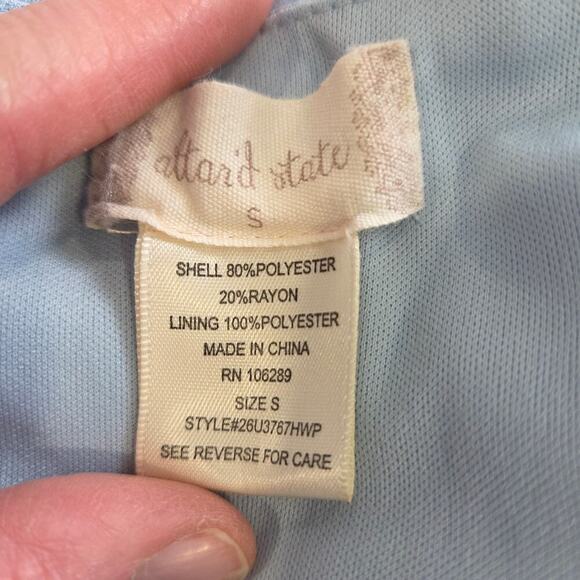 altar'd state
S
SHELL 80%POLYESTER
20%RAYON
LINING 100%POLYESTER
MADE IN CHINA
RN 106289
SIZE S
STYLE#26U3767HWP
SEE REVERSE FOR CARE